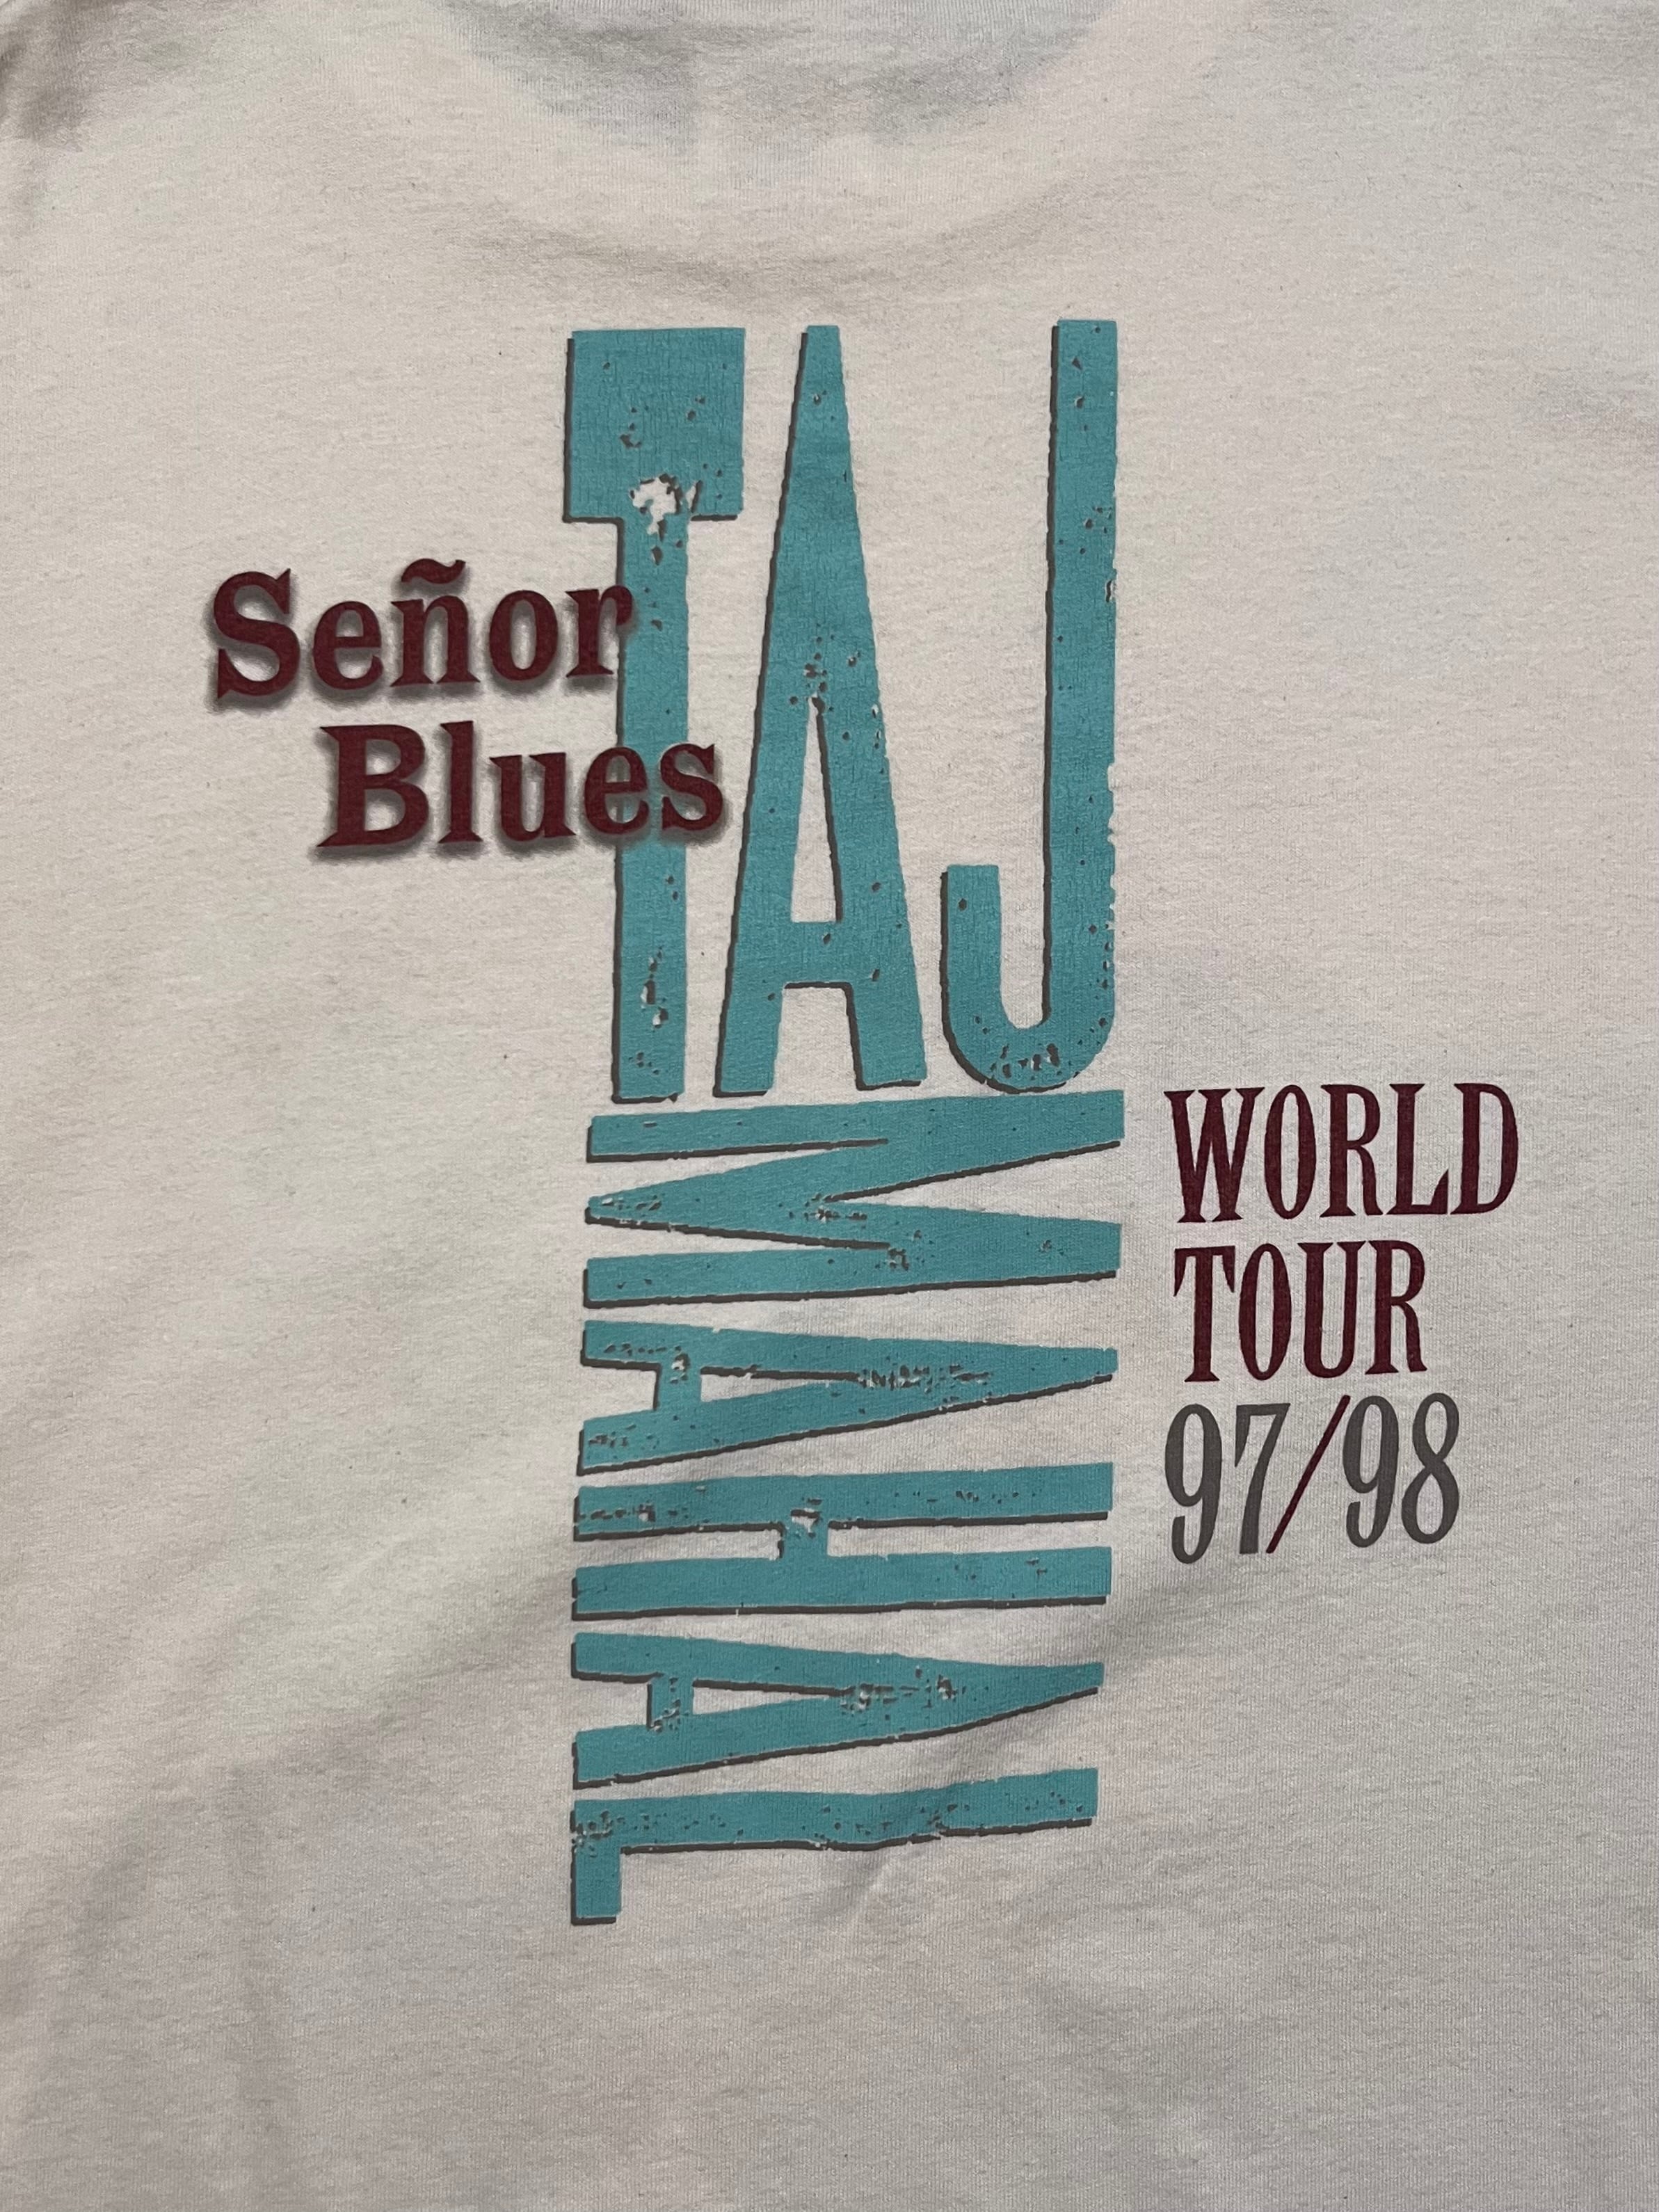 TAJ
Señor
Blues
MAHAL
WORLD
TOUR
97/98